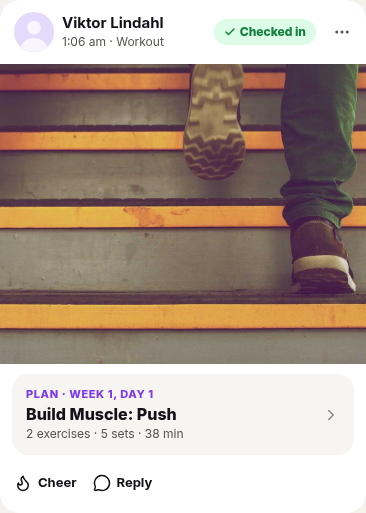 Viktor Lindahl
1:06 am · Workout
Checked in
PLAN · WEEK 1, DAY 1
Build Muscle: Push
2 exercises · 5 sets · 38 min
Cheer
Reply